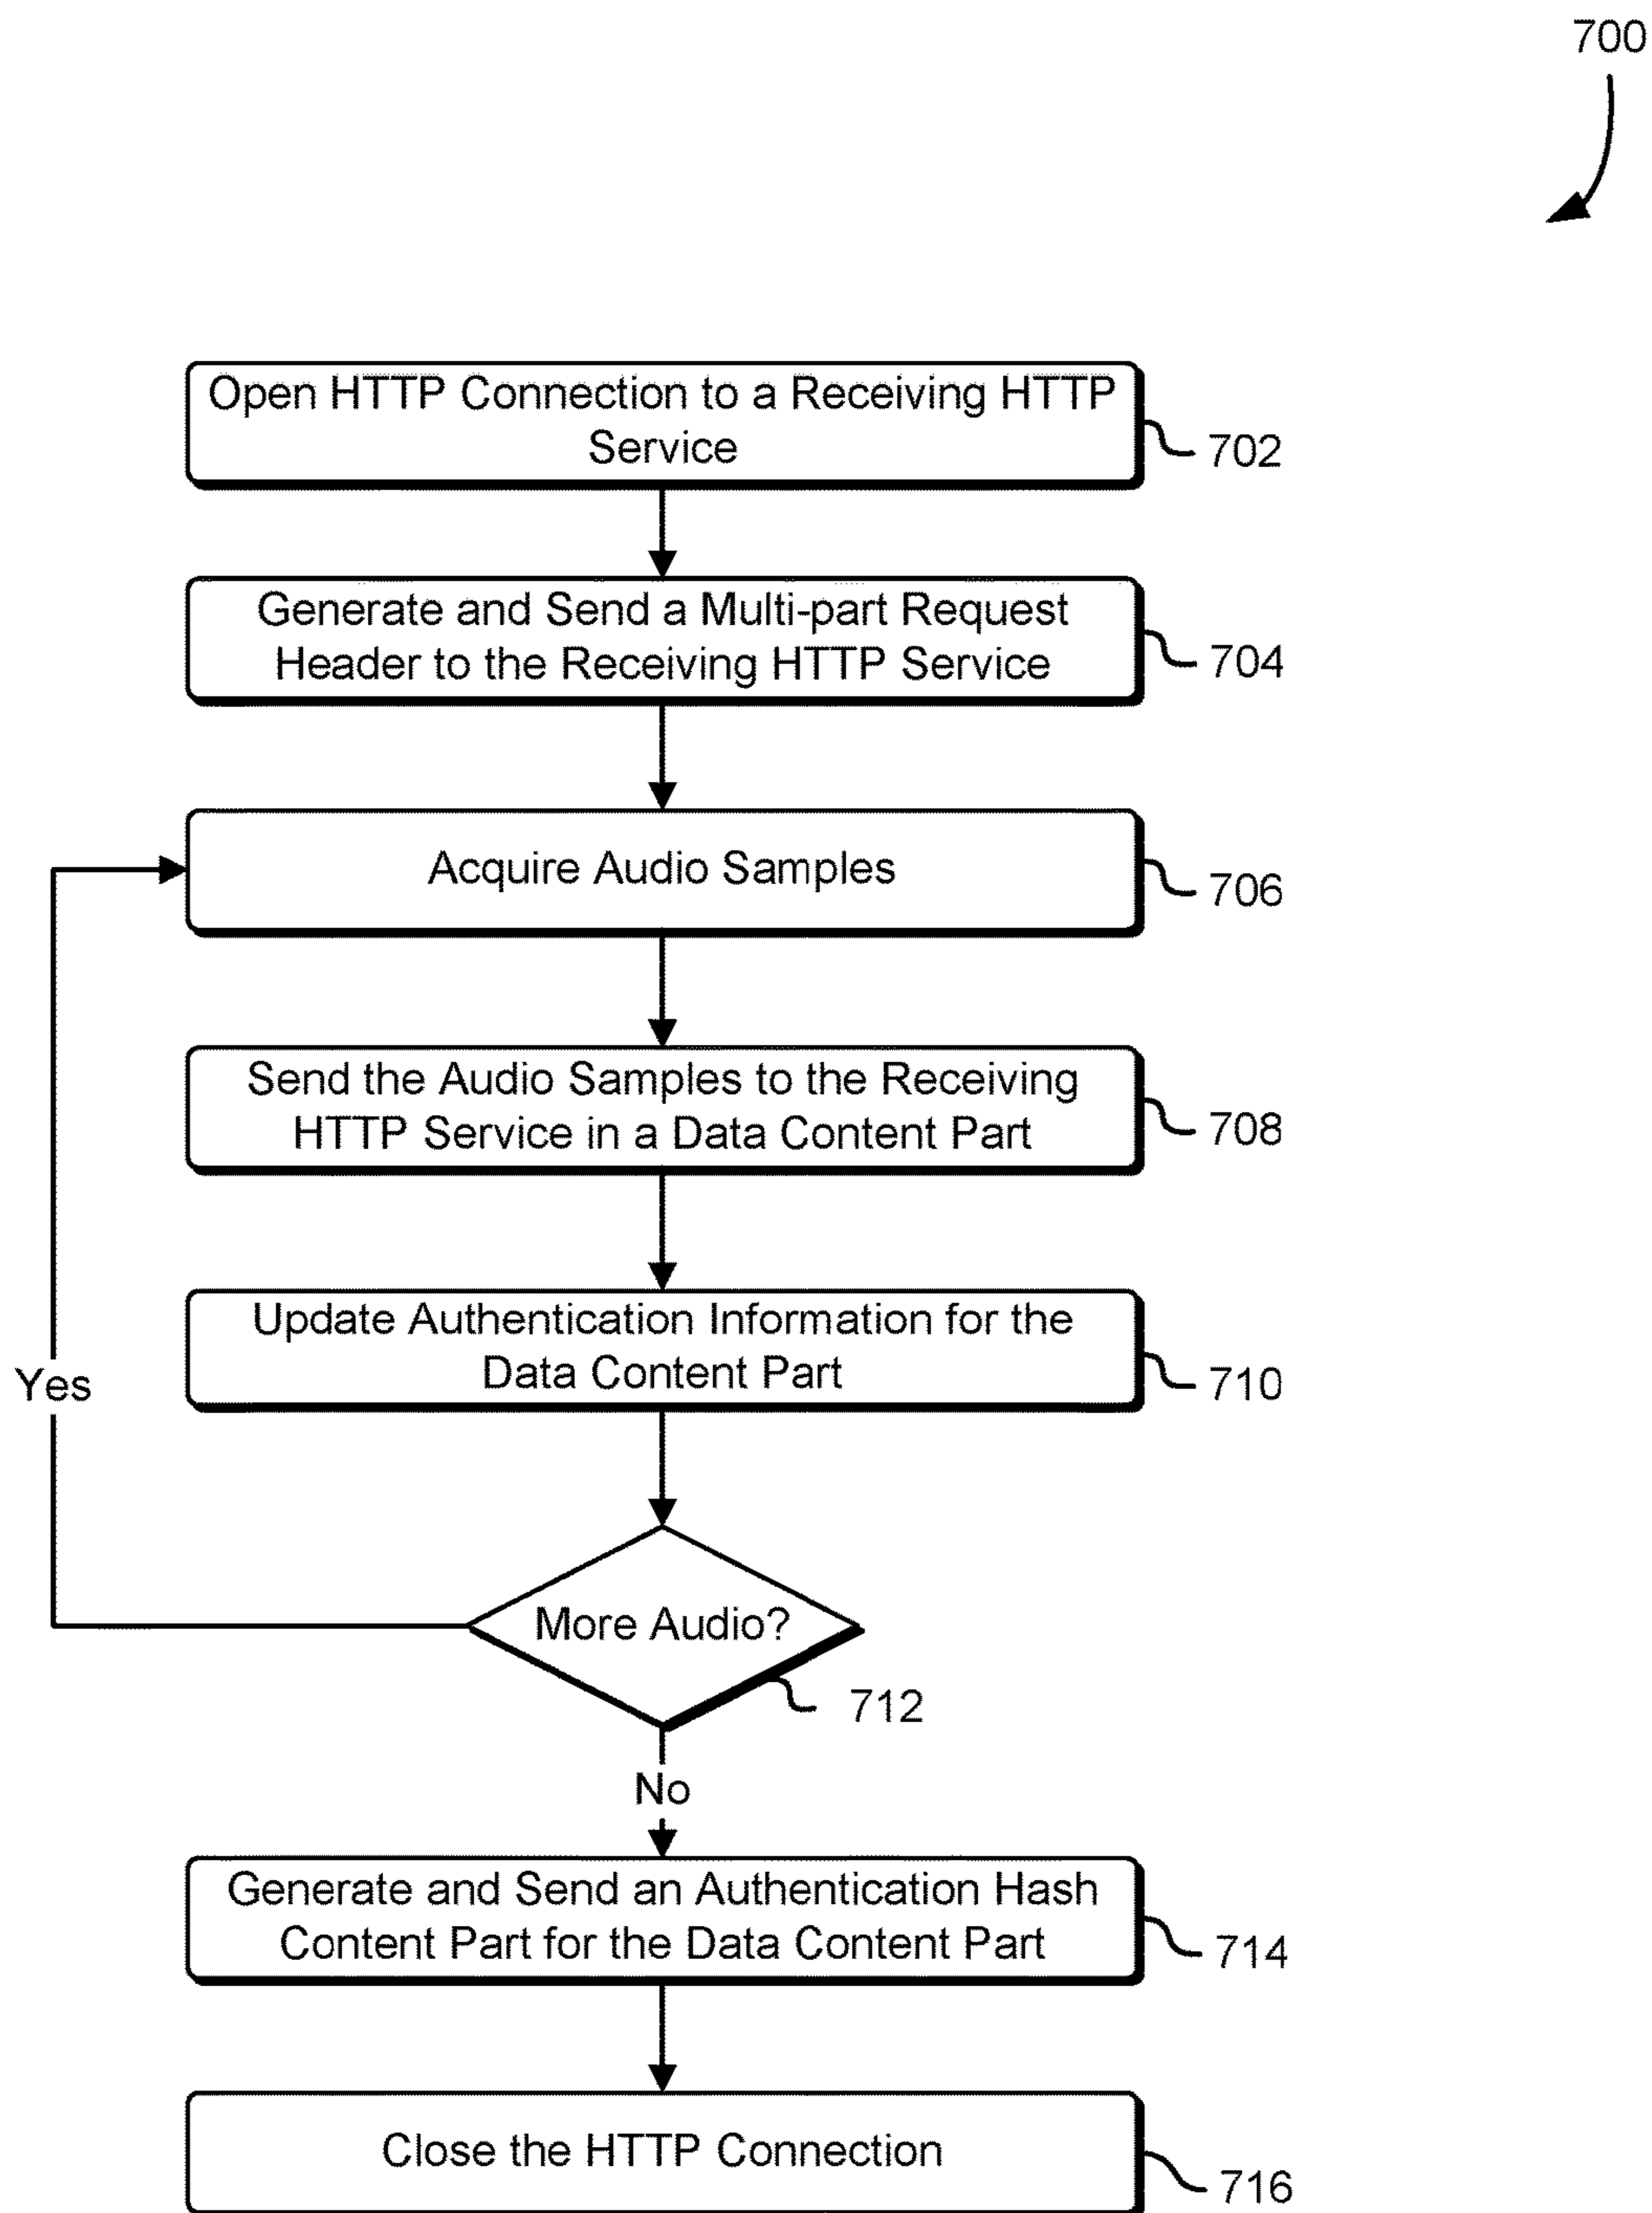 700
Open HTTP Connection to a Receiving HTTP
Service
702
Generate and Send a Multi-part Request
Header to the Receiving HTTP Service
704
Acquire Audio Samples
706
Send the Audio Samples to the Receiving
HTTP Service in a Data Content Part
708
Update Authentication Information for the
Data Content Part
710
Yes
More Audio?
712
No
Generate and Send an Authentication Hash
Content Part for the Data Content Part
714
Close the HTTP Connection
716